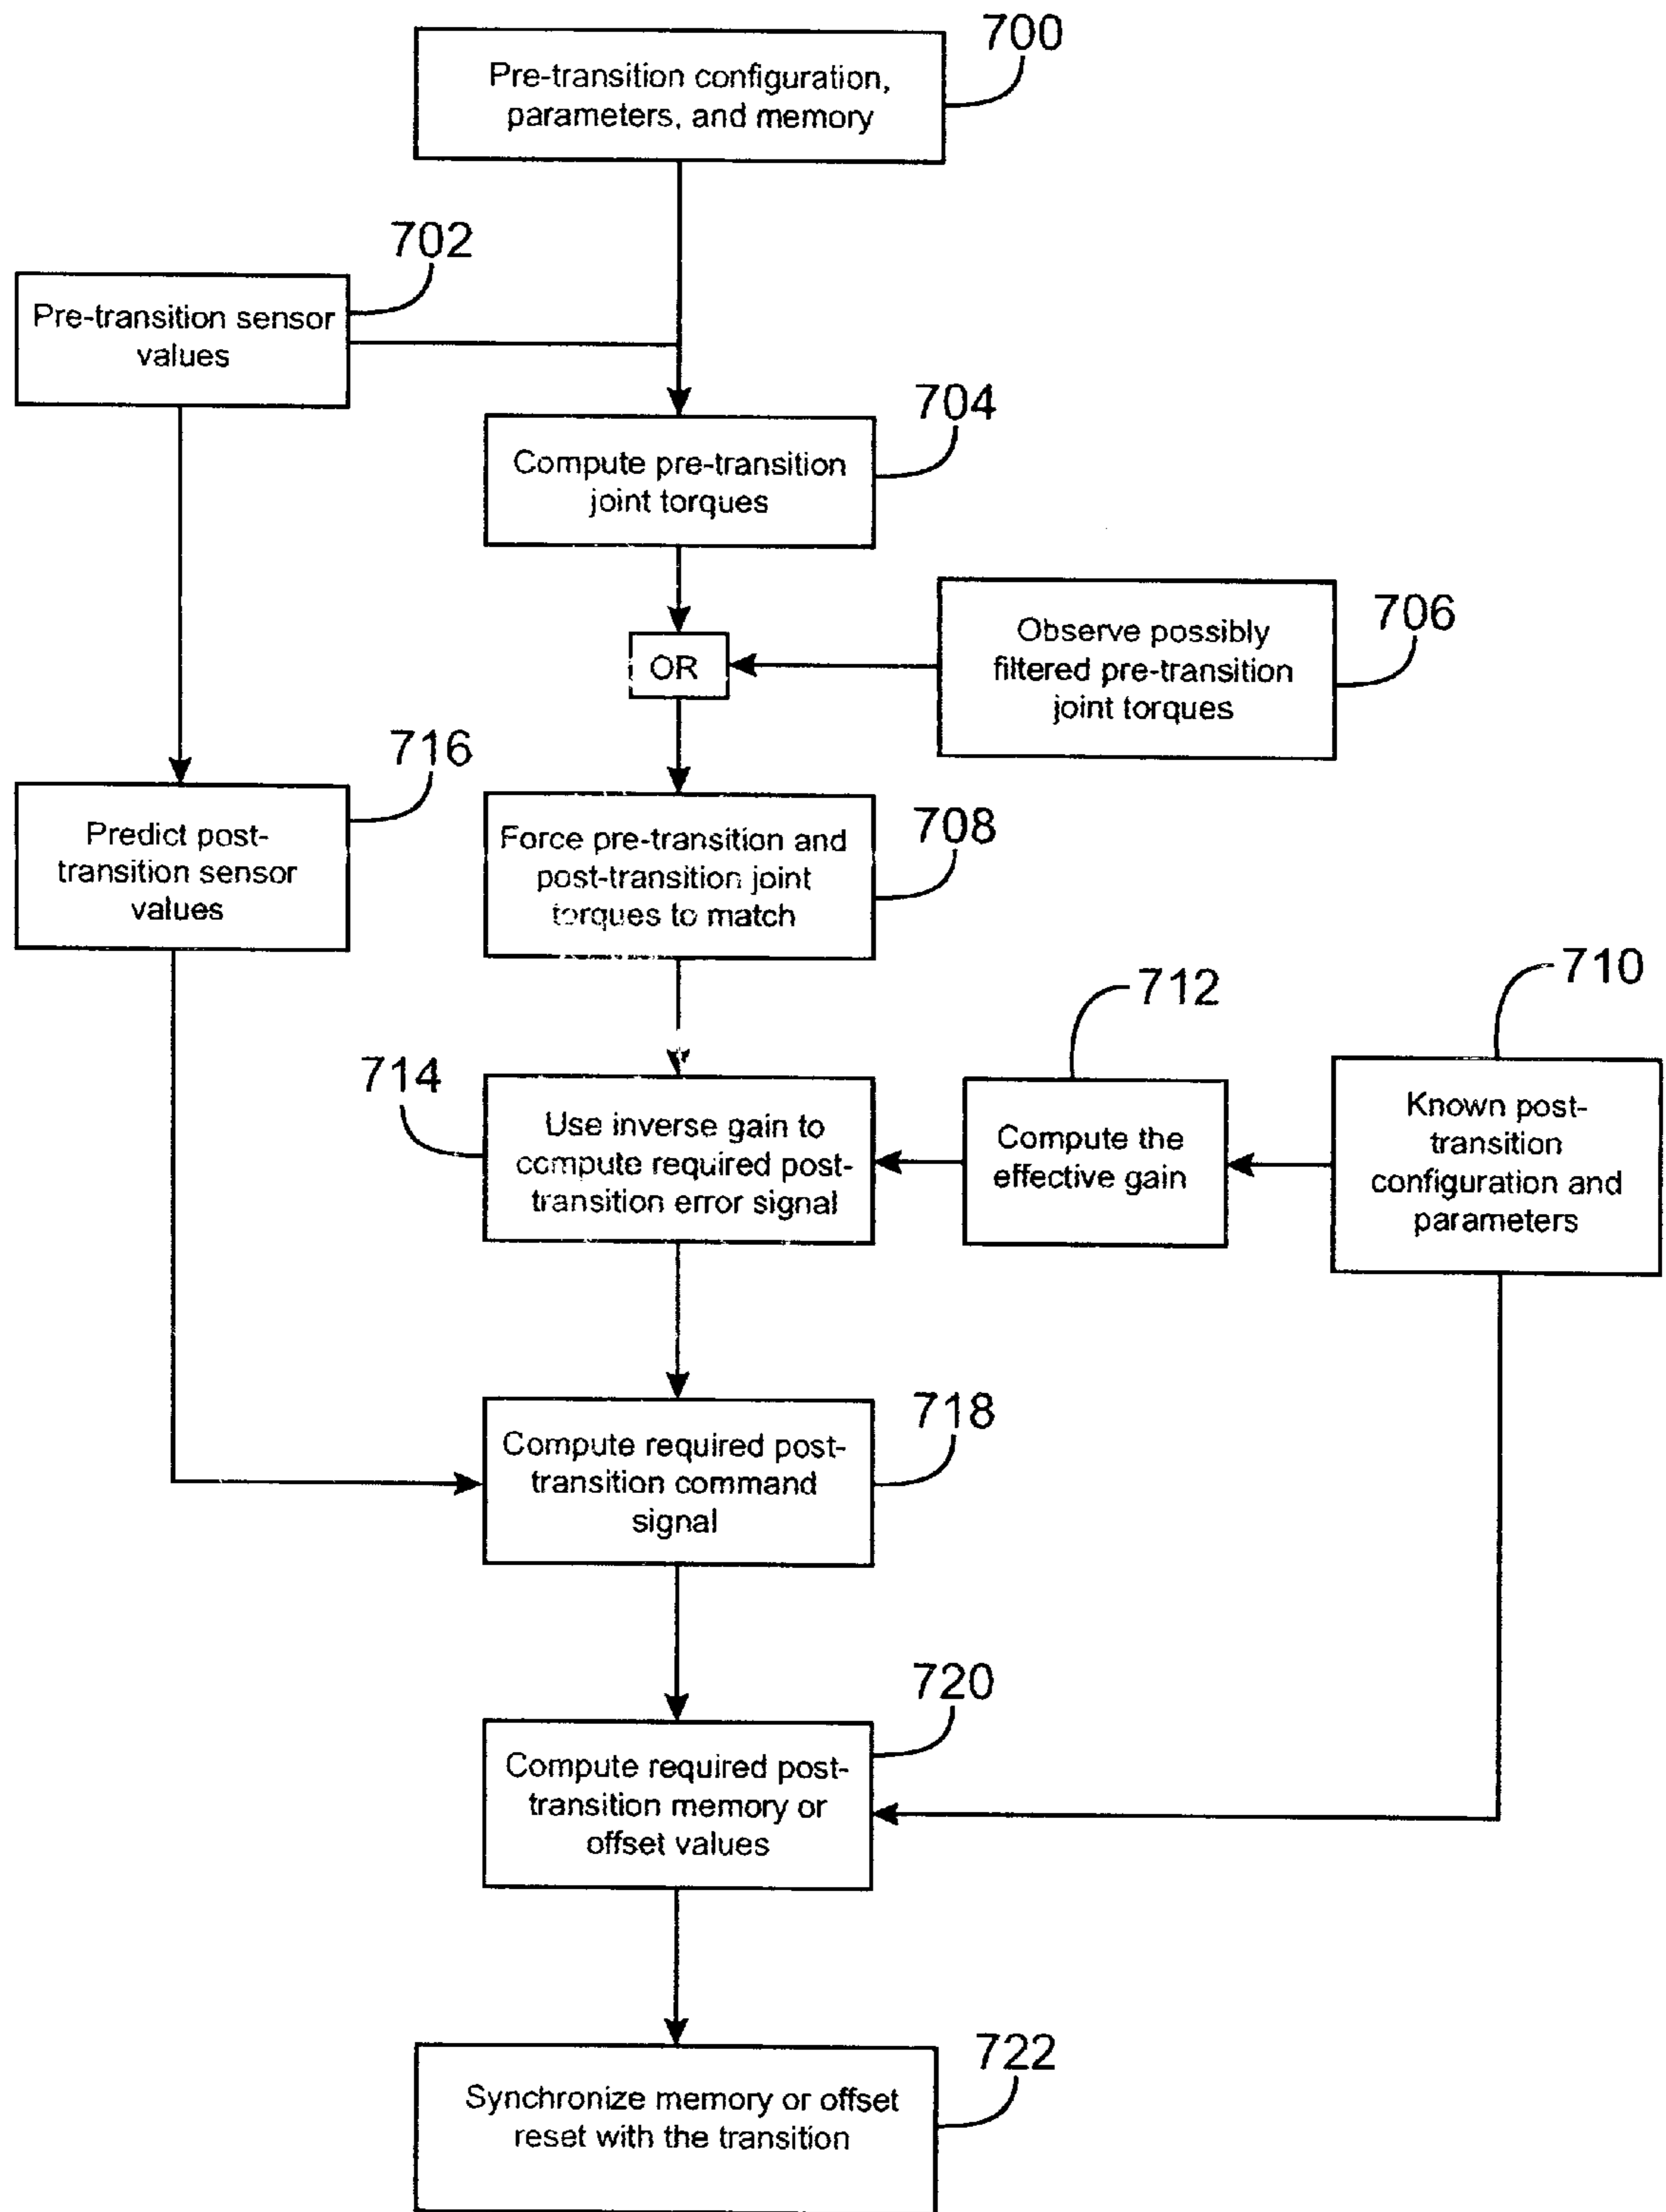 700
Pre-transition configuration,
parameters, and memory
702
Pre-transition sensor
values
704
Compute pre-transition
joint torques
706
Observe possibly
filtered pre-transition
joint torques
OR
716
Predict post-
transition sensor
values
708
Force pre-transition and
post-transition joint
torques to match
710
712
714
Use inverse gain to
compute required post-
transition error signal
Compute the
effective gain
Known post-
transition
configuration and
parameters
718
Compute required post-
transition command
signal
720
Compute required post-
transition memory or
offset values
722
Synchronize memory or offset
reset with the transition